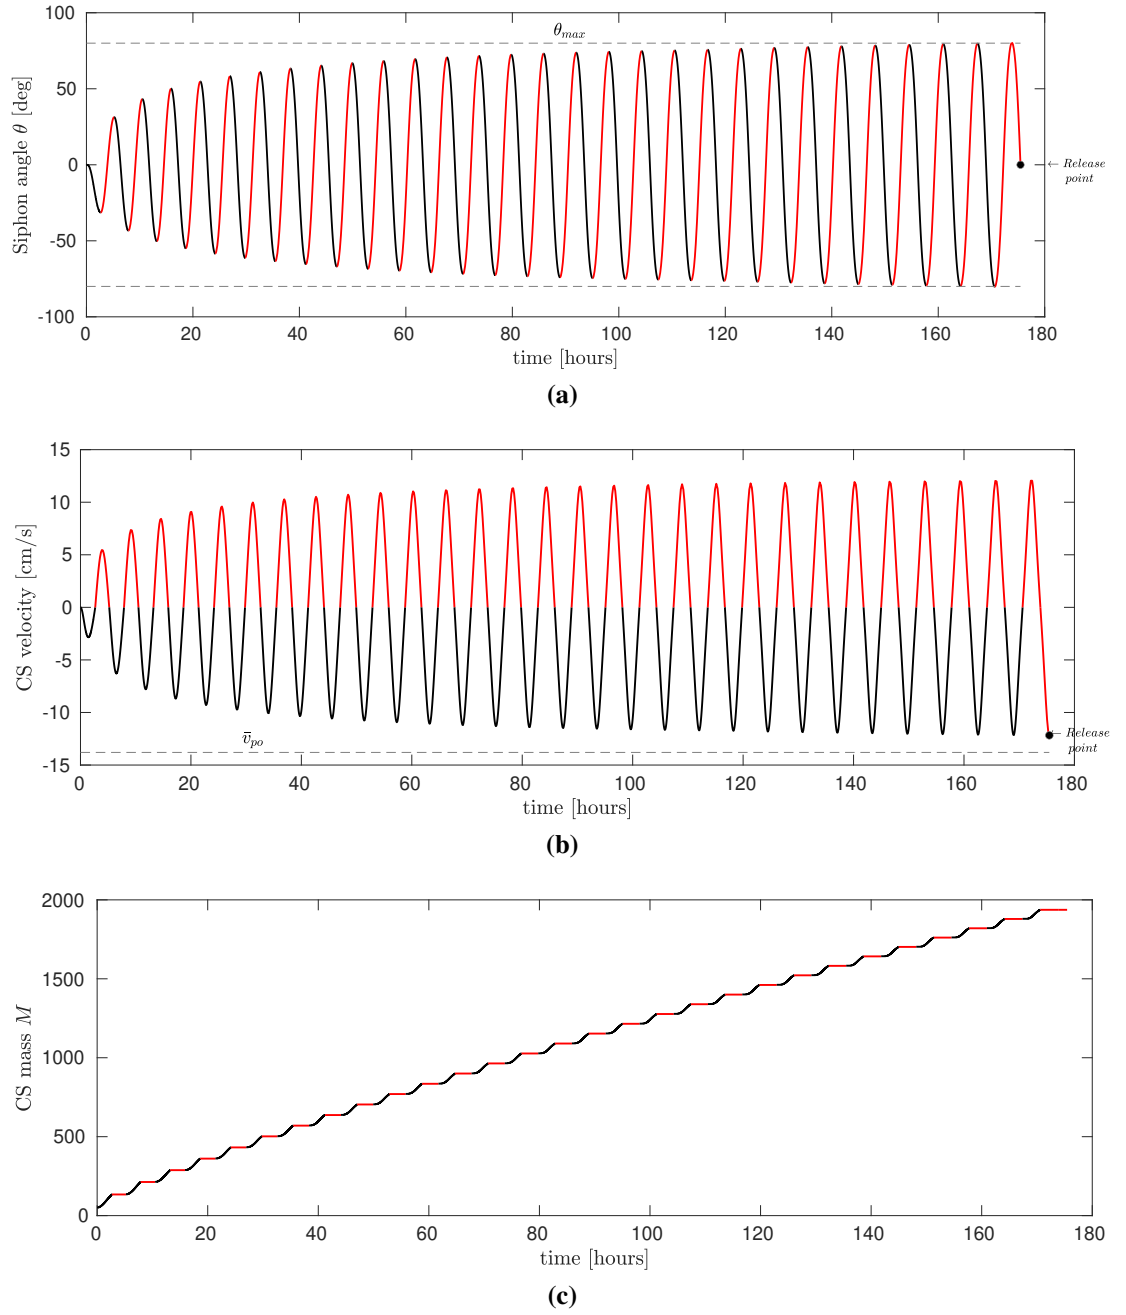 100
50
0
-50
-100
Siphon angle θ [deg]
θmax
← Release
point
0 20 40 60 80 100 120 140 160 180
time [hours]
(a)
15
10
5
0
-5
-10
-15
CS velocity [cm/s]
v̄po
← Release
point
0 20 40 60 80 100 120 140 160 180
time [hours]
(b)
2000
1500
1000
500
0
CS mass M
0 20 40 60 80 100 120 140 160 180
time [hours]
(c)